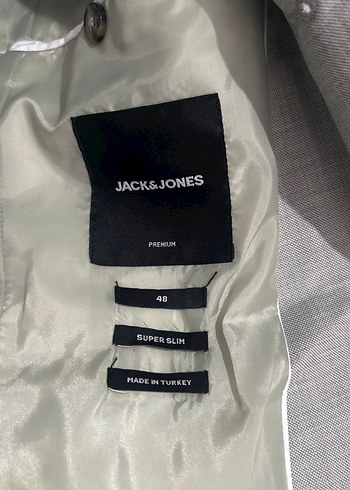 JACK&JONES
PREMIUM
48
SUPER SLIM
MADE IN TURKEY